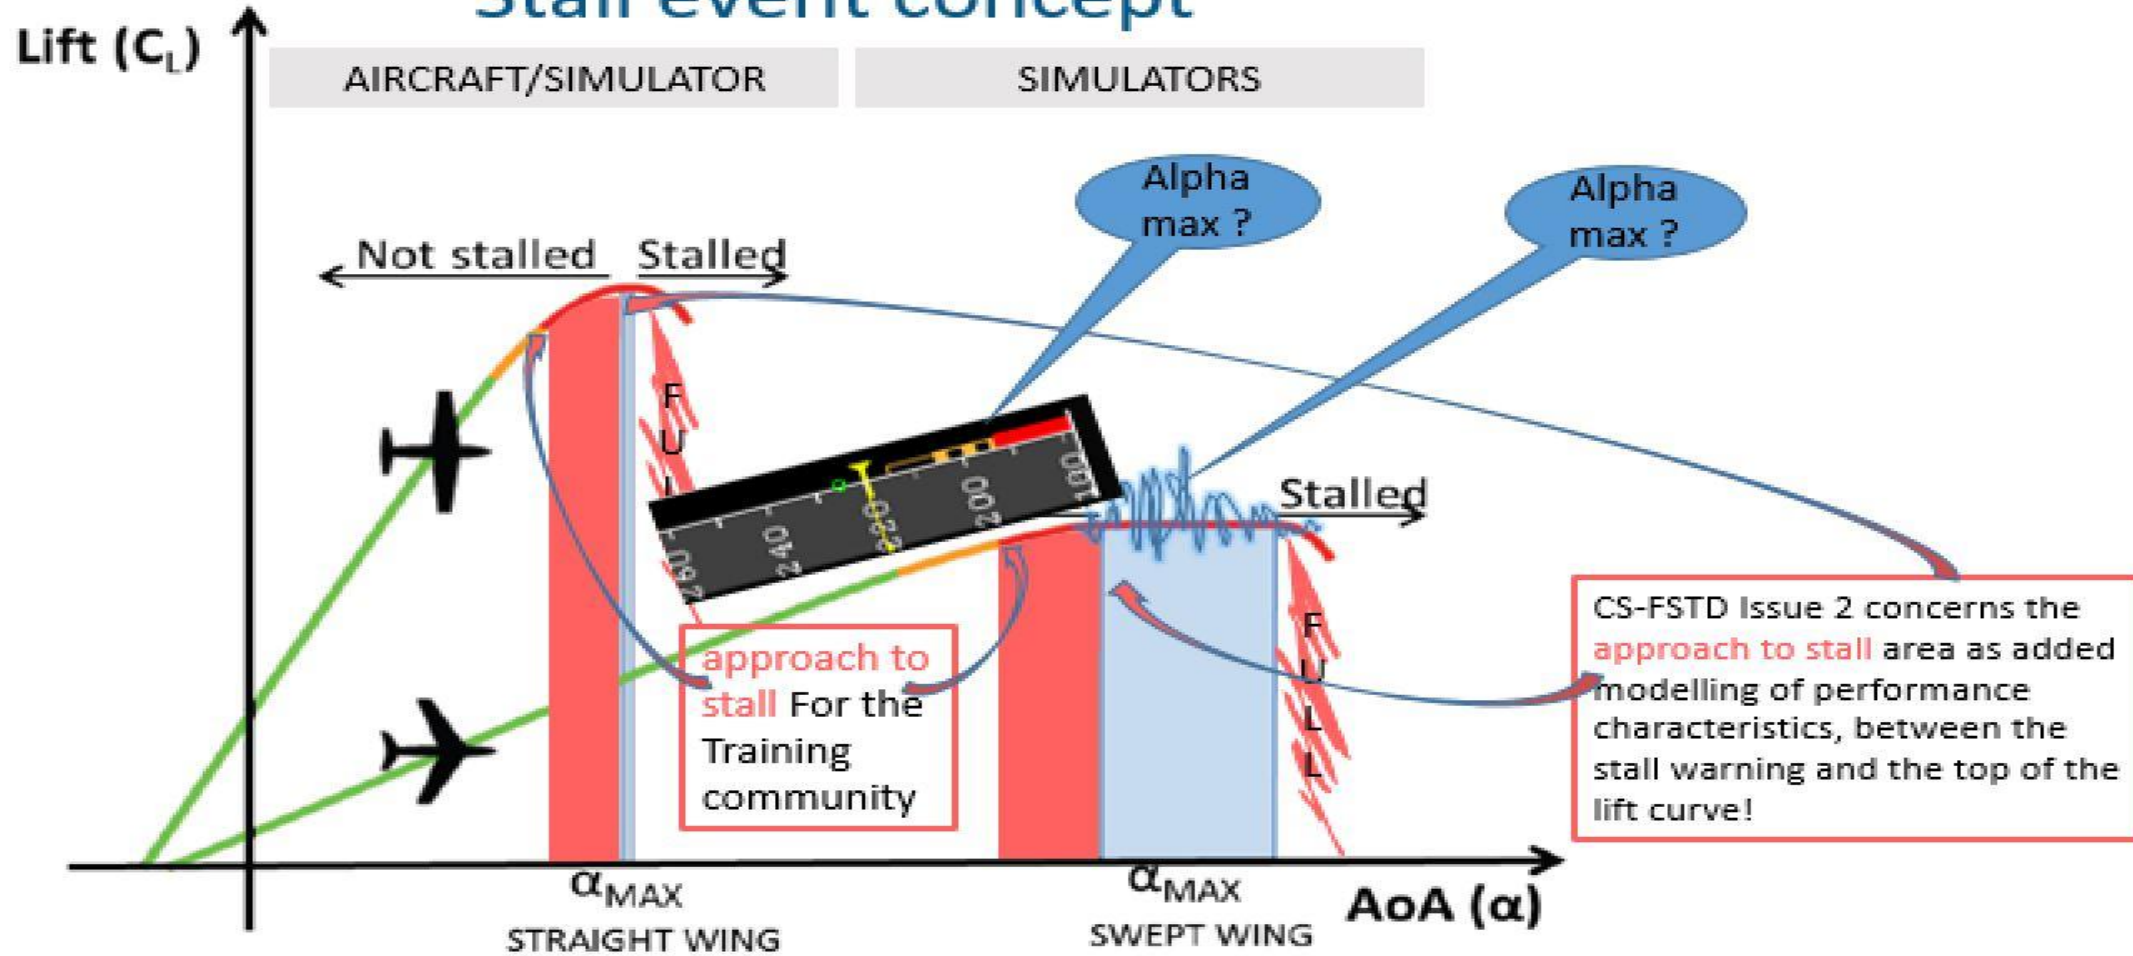 Stall event concept
Lift (C_L)
AIRCRAFT/SIMULATOR
SIMULATORS
Alpha
max ?
Alpha
max ?
Not stalled
Stalled
F
U
L
260
240
220
200
180
Stalled
approach to
stall For the
Training
community
F
U
L
L
CS-FSTD Issue 2 concerns the
approach to stall area as added
modelling of performance
characteristics, between the
stall warning and the top of the
lift curve!
α_MAX
STRAIGHT WING
α_MAX
SWEPT WING
AoA (α)